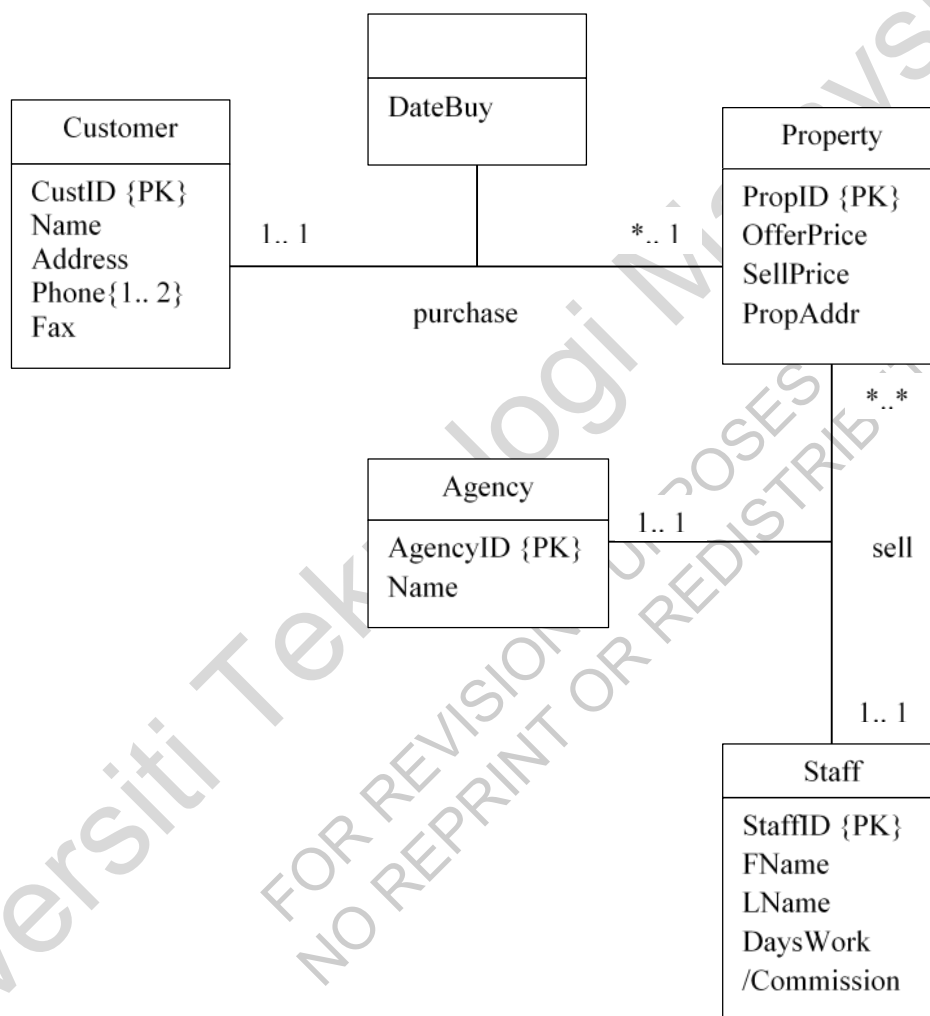 DateBuy
Customer
CustID {PK}
Name
Address
Phone{1.. 2}
Fax
1.. 1
*.. 1
purchase
Property
PropID {PK}
OfferPrice
SellPrice
PropAddr
*..*
Agency
AgencyID {PK}
Name
1.. 1
sell
1.. 1
Staff
StaffID {PK}
FName
LName
DaysWork
/Commission
FOR REVISION
NO REPRINT OR REDISTRIB